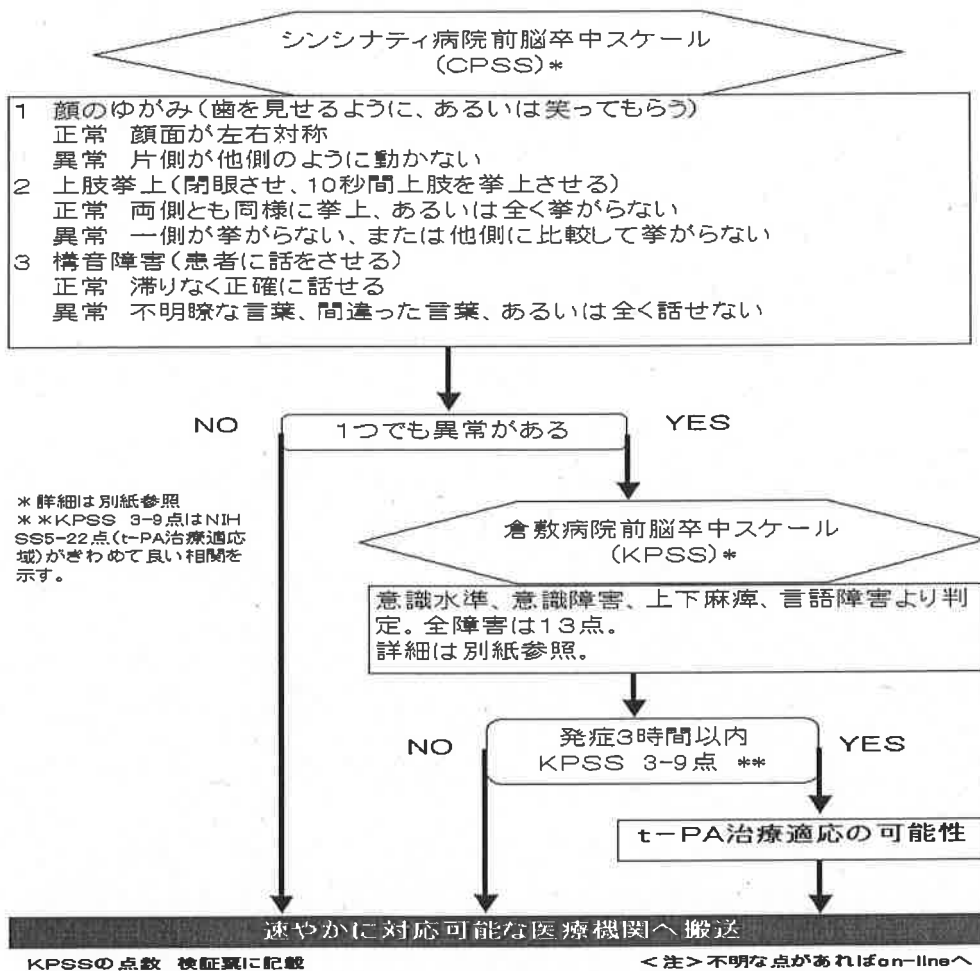 シンシナティ病院前脳卒中スケール
(CPSS)*
1 顔のゆがみ(歯を見せるように、あるいは笑ってもらう)
正常 顔面が左右対称
異常 片側が他側のように動かない
2 上肢挙上(閉眼させ、10秒間上肢を挙上させる)
正常 両側とも同様に挙上、あるいは全く挙がらない
異常 一側が挙がらない、または他側に比較して挙がらない
3 構音障害(患者に話をさせる)
正常 滞りなく正確に話せる
異常 不明瞭な言葉、間違った言葉、あるいは全く話せない
NO
1つでも異常がある
YES
*詳細は別紙参照
**KPSS 3-9点はNIH
SS5-22点(t-PA治療適応
域)がきわめて良い相関を
示す。
倉敷病院前脳卒中スケール
(KPSS)*
意識水準、意識障害、上下麻痺、言語障害より判
定。全障害は13点。
詳細は別紙参照。
NO
発症3時間以内
KPSS 3-9点 **
YES
t-PA治療適応の可能性
速やかに対応可能な医療機関へ搬送
KPSSの点数 検証票に記載
<注>不明な点があればon-lineへ